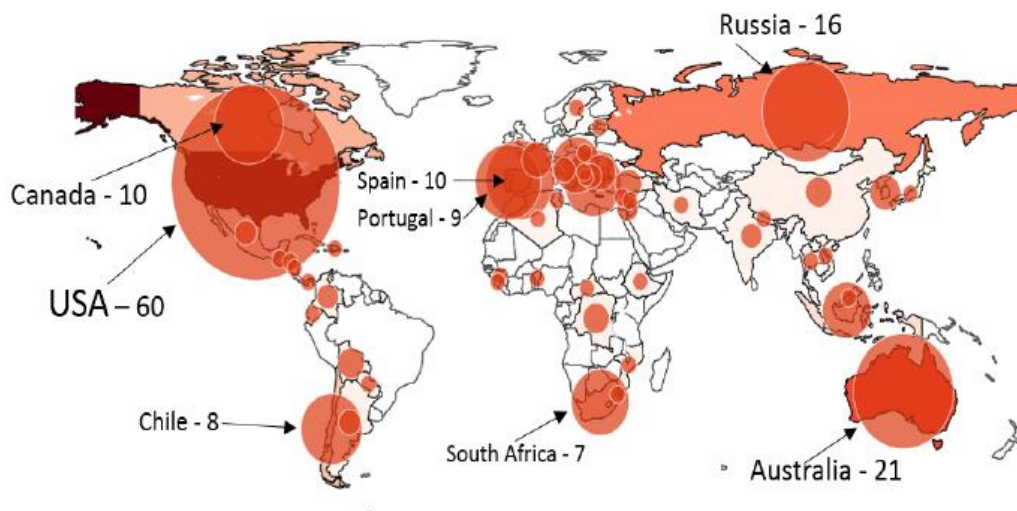 Russia - 16
Canada - 10
Spain - 10
Portugal - 9
USA – 60
Chile - 8
South Africa - 7
Australia - 21